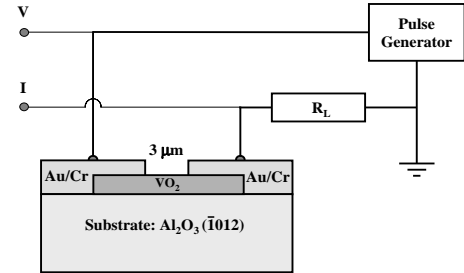 V
Pulse
Generator
I
R_L
3 μm
Au/Cr
VO₂
Au/Cr
Substrate: Al₂O₃ (1̄012)